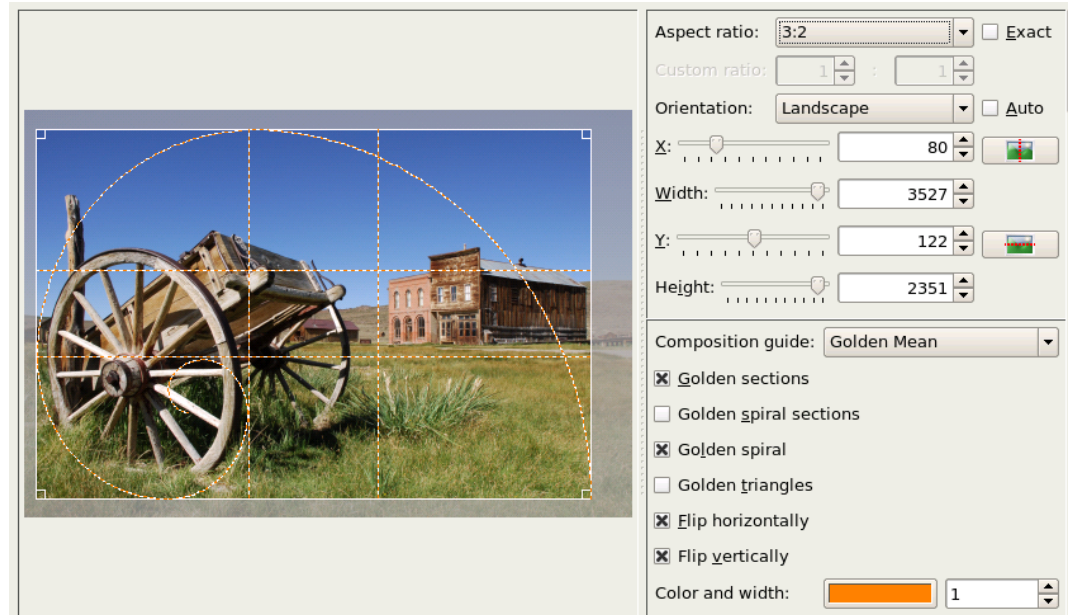 Aspect ratio: 3:2 Exact
Custom ratio: 1 : 1
Orientation: Landscape Auto
X: 80
Width: 3527
Y: 122
Height: 2351
Composition guide: Golden Mean
Golden sections
Golden spiral sections
Golden spiral
Golden triangles
Flip horizontally
Flip vertically
Color and width: 1